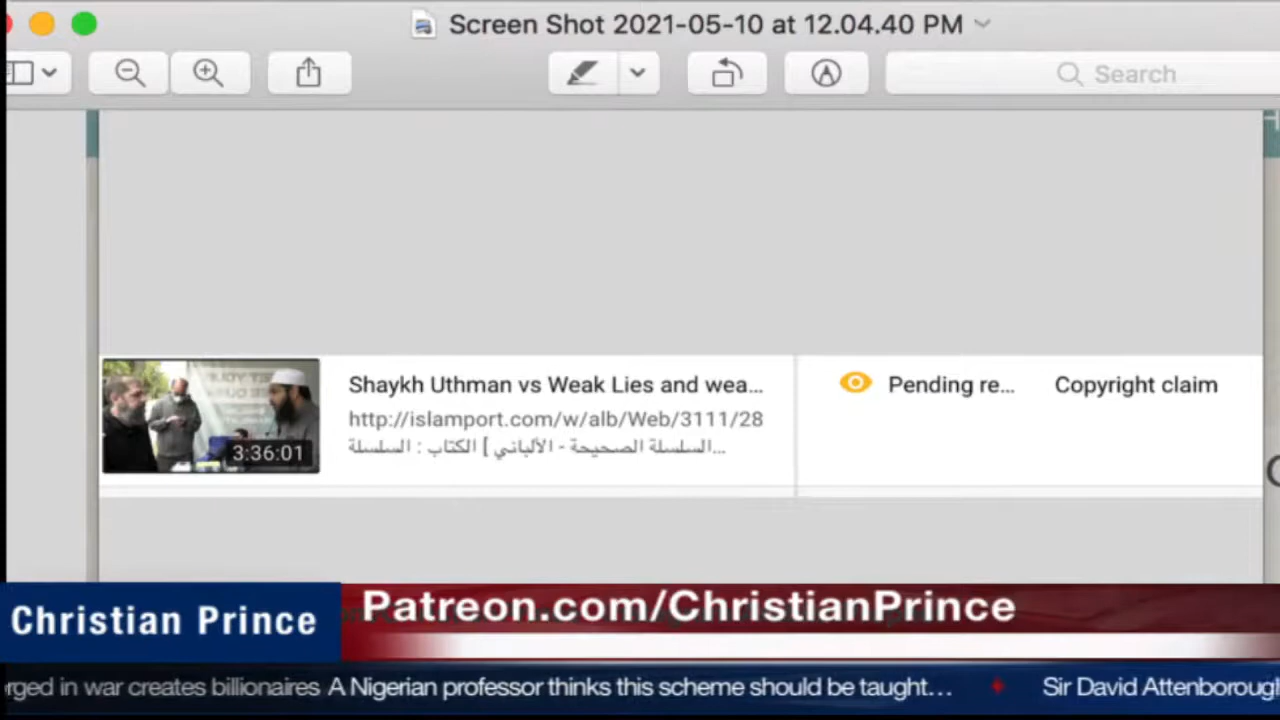 Screen Shot 2021-05-10 at 12.04.40 PM
Search
Shaykh Uthman vs Weak Lies and wea...
Pending re...
Copyright claim
http://islamport.com/w/alb/Web/3111/28
السلسلة الصحيحة - الألباني ] الكتاب : السلسلة...
3:36:01
Christian Prince
Patreon.com/ChristianPrince
in war creates billionaires A Nigerian professor thinks this scheme should be taught... Sir David Attenborough